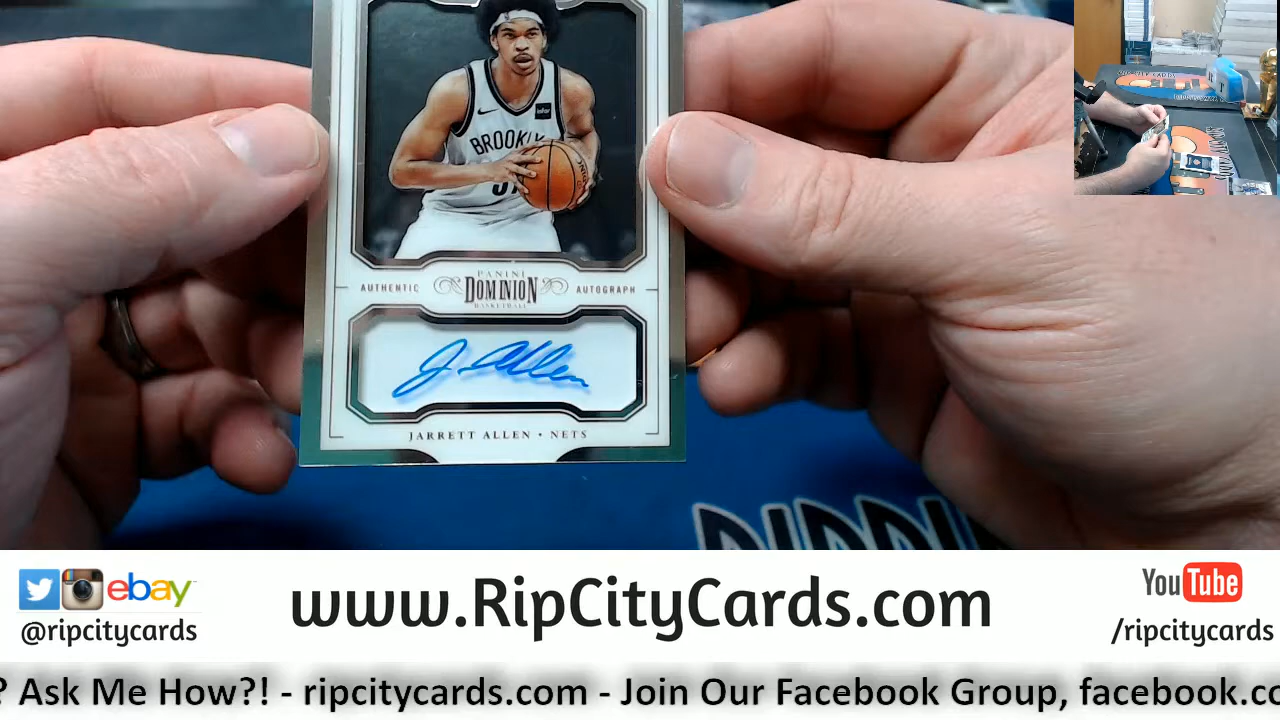 BROOKLY
PANINI
AUTHENTIC DOMINION AUTOGRAPH
BASKETBALL
J. Allen
JARRETT ALLEN • NETS
ebay
@ripcitycards
www.RipCityCards.com
YouTube
/ripcitycards
? Ask Me How?! - ripcitycards.com - Join Our Facebook Group, facebook.co